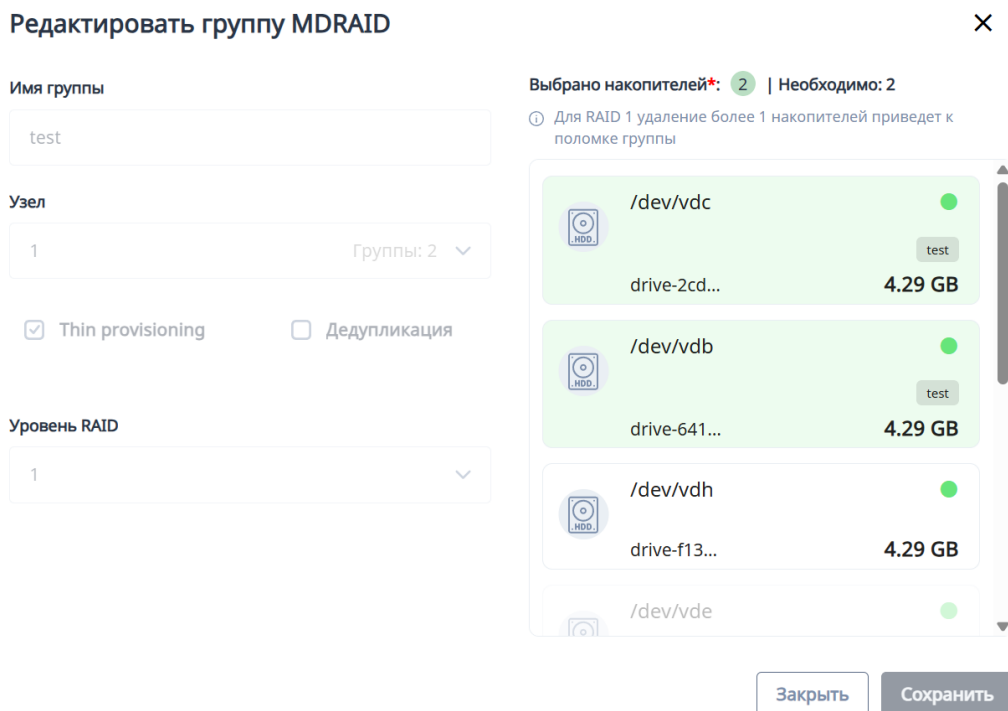 Редактировать группу MDRAID
Имя группы
test
Узел
1 Группы: 2
Thin provisioning Дедупликация
Уровень RAID
1
Выбрано накопителей*: 2 | Необходимо: 2
Для RAID 1 удаление более 1 накопителей приведет к
поломке группы
/dev/vdc
HDD
test
drive-2cd... 4.29 GB
/dev/vdb
HDD
test
drive-641... 4.29 GB
/dev/vdh
HDD
drive-f13... 4.29 GB
/dev/vde
Закрыть Сохранить